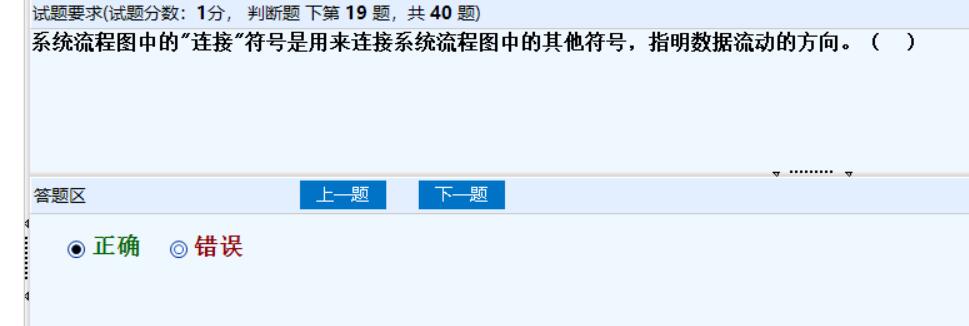 试题要求(试题分数：1分， 判断题 下第 19 题，共 40 题)
系统流程图中的"连接"符号是用来连接系统流程图中的其他符号，指明数据流动的方向。（　）
答题区 上一题 下一题
正确 错误